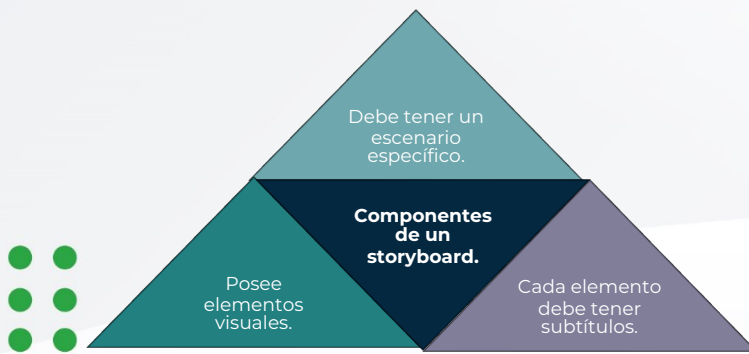 Debe tener un
escenario
específico.
Componentes
de un
storyboard.
Posee
elementos
visuales.
Cada elemento
debe tener
subtítulos.